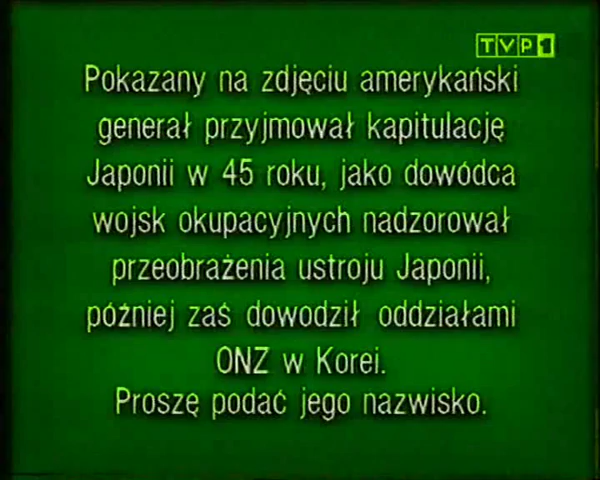 TVP1
Pokazany na zdjęciu amerykański
generał przyjmował kapitulację
Japonii w 45 roku, jako dowódca
wojsk okupacyjnych nadzorował
przeobrażenia ustroju Japonii,
później zaś dowodził oddziałami
ONZ w Korei.
Proszę podać jego nazwisko.